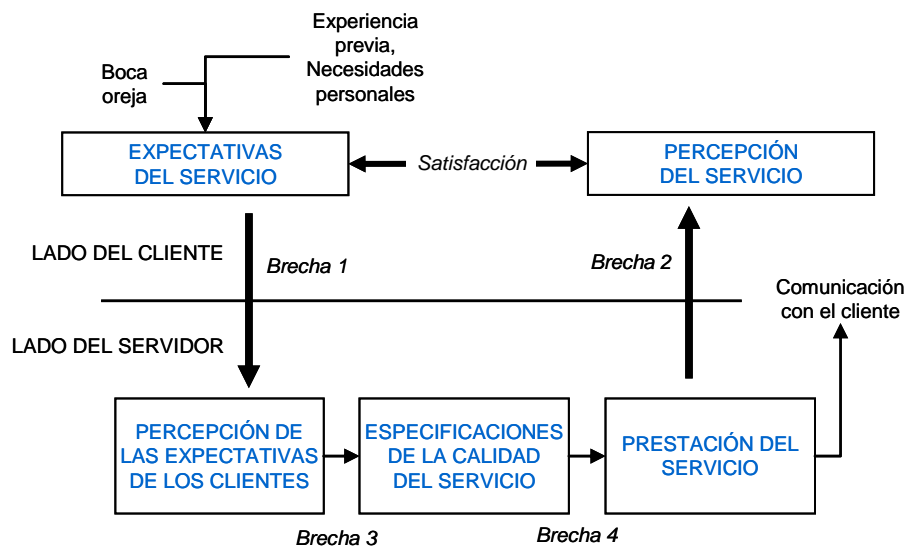 Experiencia
previa,
Necesidades
personales
Boca
oreja
EXPECTATIVAS
DEL SERVICIO
Satisfacción
PERCEPCIÓN
DEL SERVICIO
LADO DEL CLIENTE
Brecha 1
Brecha 2
Comunicación
con el cliente
LADO DEL SERVIDOR
PERCEPCIÓN DE
LAS EXPECTATIVAS
DE LOS CLIENTES
ESPECIFICACIONES
DE LA CALIDAD
DEL SERVICIO
PRESTACIÓN DEL
SERVICIO
Brecha 3
Brecha 4